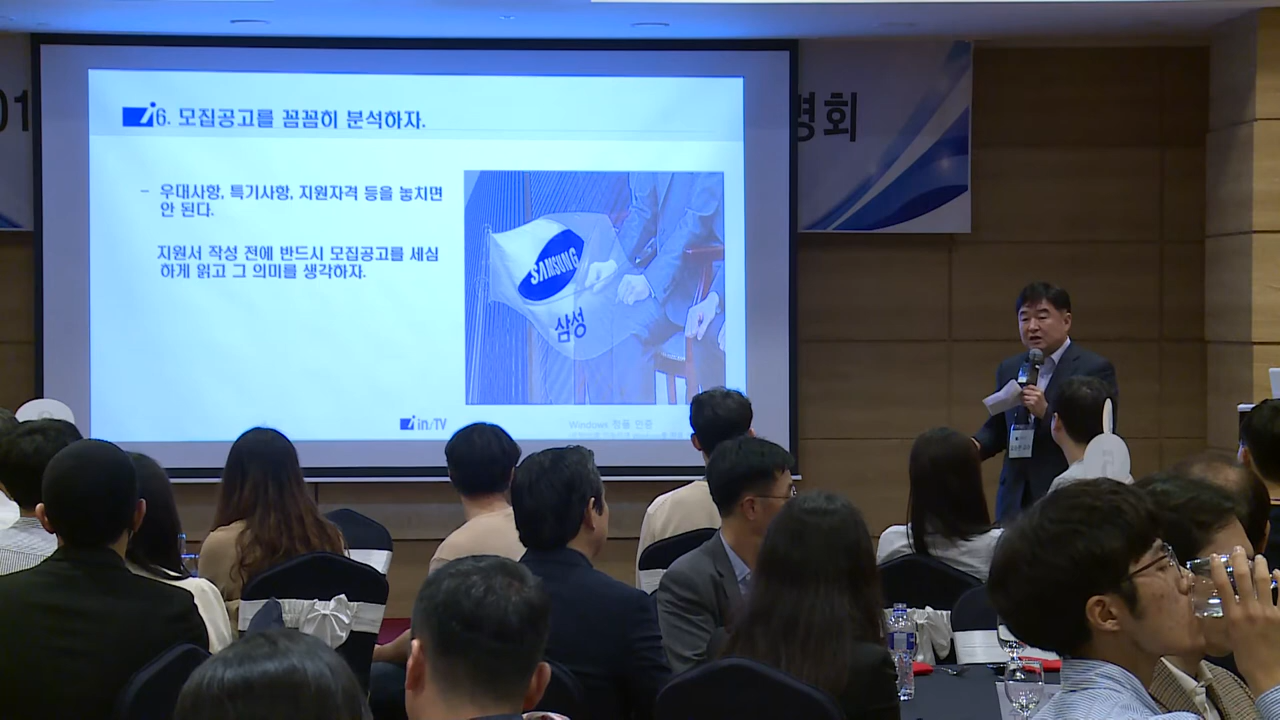 01
명회
6. 모집공고를 꼼꼼히 분석하자.
- 우대사항, 특기사항, 지원자격 등을 놓치면
안 된다.
지원서 작성 전에 반드시 모집공고를 세심
하게 읽고 그 의미를 생각하자.
SAMSUNG
삼성
in/TV
Windows 정품 인증